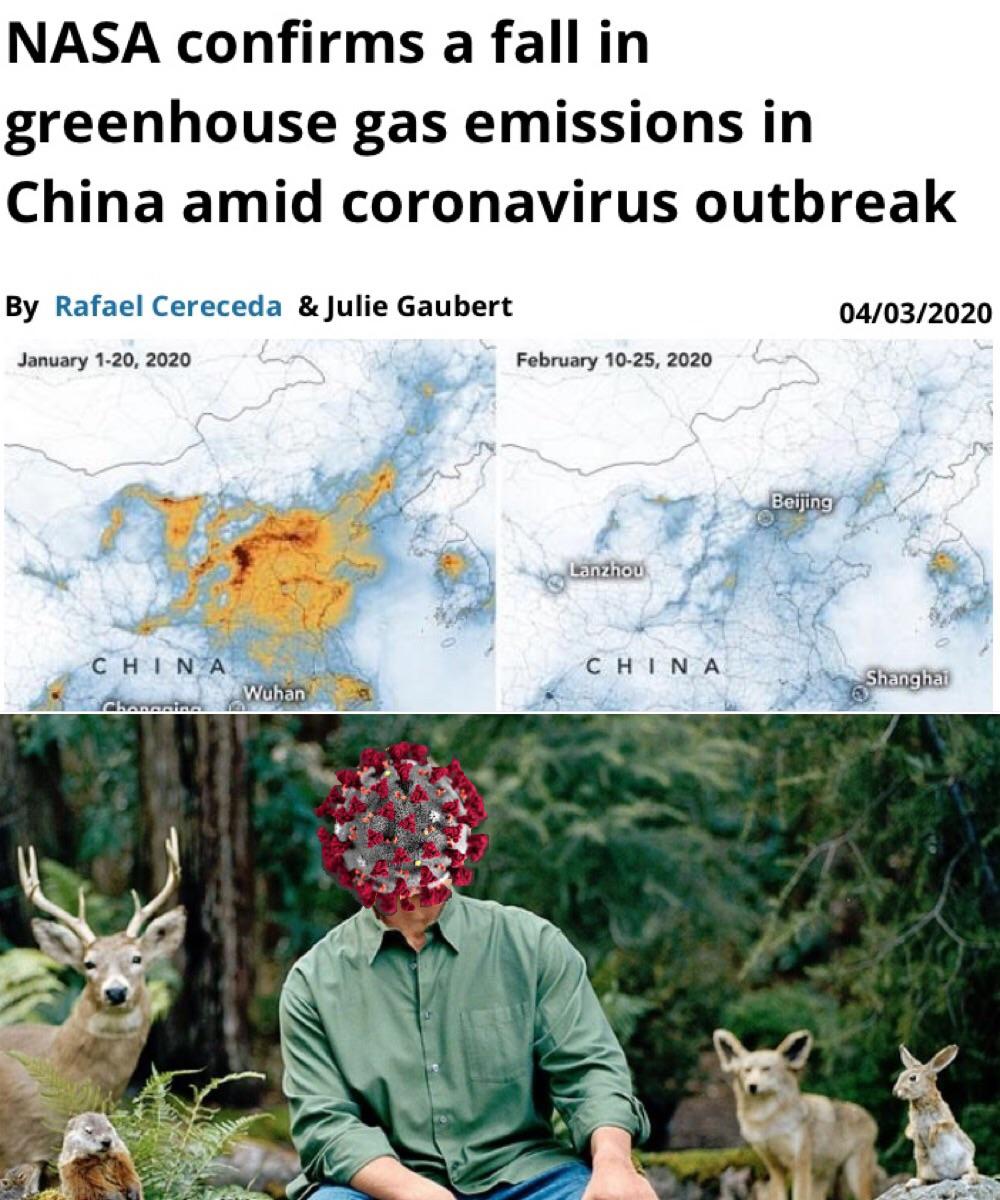 NASA confirms a fall in
greenhouse gas emissions in
China amid coronavirus outbreak
By Rafael Cereceda & Julie Gaubert
04/03/2020
January 1-20, 2020
CHINA
Wuhan
Chongqing
February 10-25, 2020
Beijing
Lanzhou
CHINA
Shanghai